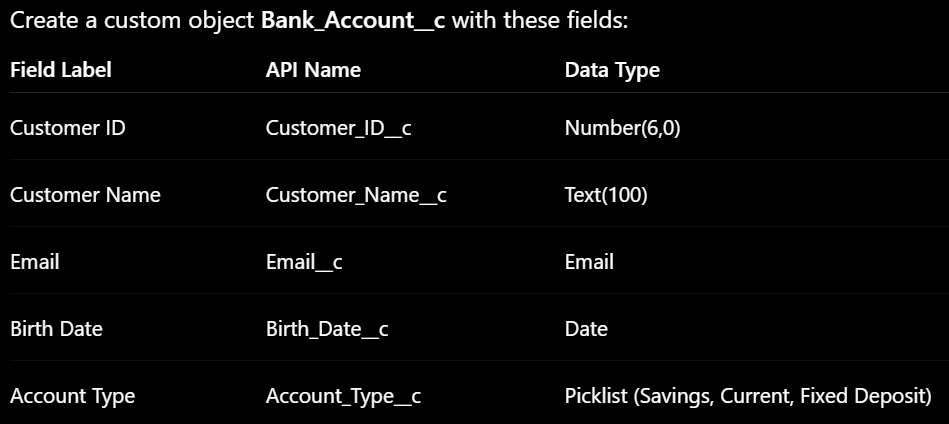 Create a custom object Bank_Account__c with these fields:
Field Label API Name Data Type
Customer ID Customer_ID__c Number(6,0)
Customer Name Customer_Name__c Text(100)
Email Email__c Email
Birth Date Birth_Date__c Date
Account Type Account_Type__c Picklist (Savings, Current, Fixed Deposit)